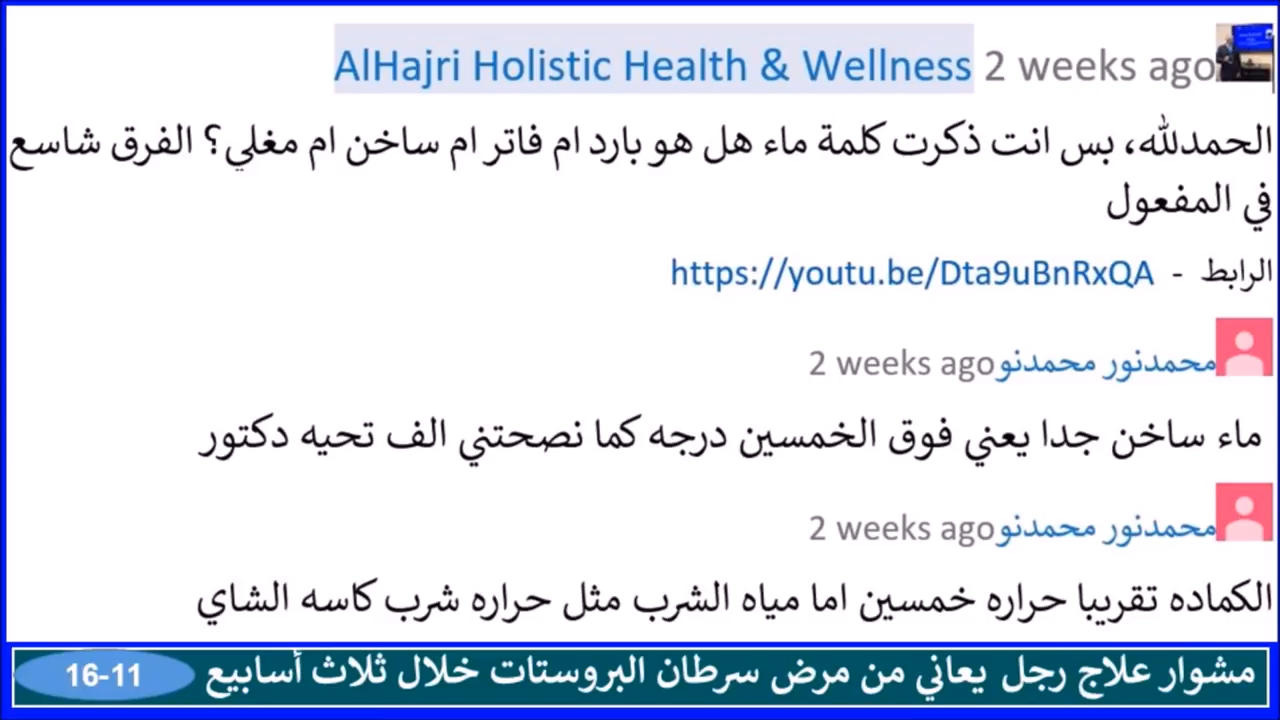 AlHajri Holistic Health & Wellness 2 weeks ago
الحمدلله، بس انت ذكرت كلمة ماء هل هو بارد ام فاتر ام ساخن ام مغلي؟ الفرق شاسع
في المفعول
الرابط - https://youtu.be/Dta9uBnRxQA
محمدنور محمدنو 2 weeks ago
ماء ساخن جدا يعني فوق الخمسين درجه كما نصحتني الف تحيه دكتور
محمدنور محمدنو 2 weeks ago
الكماده تقريبا حراره خمسين اما مياه الشرب مثل حراره شرب كاسه الشاي
مشوار علاج رجل يعاني من مرض سرطان البروستات خلال ثلاث أسابيع 16-11